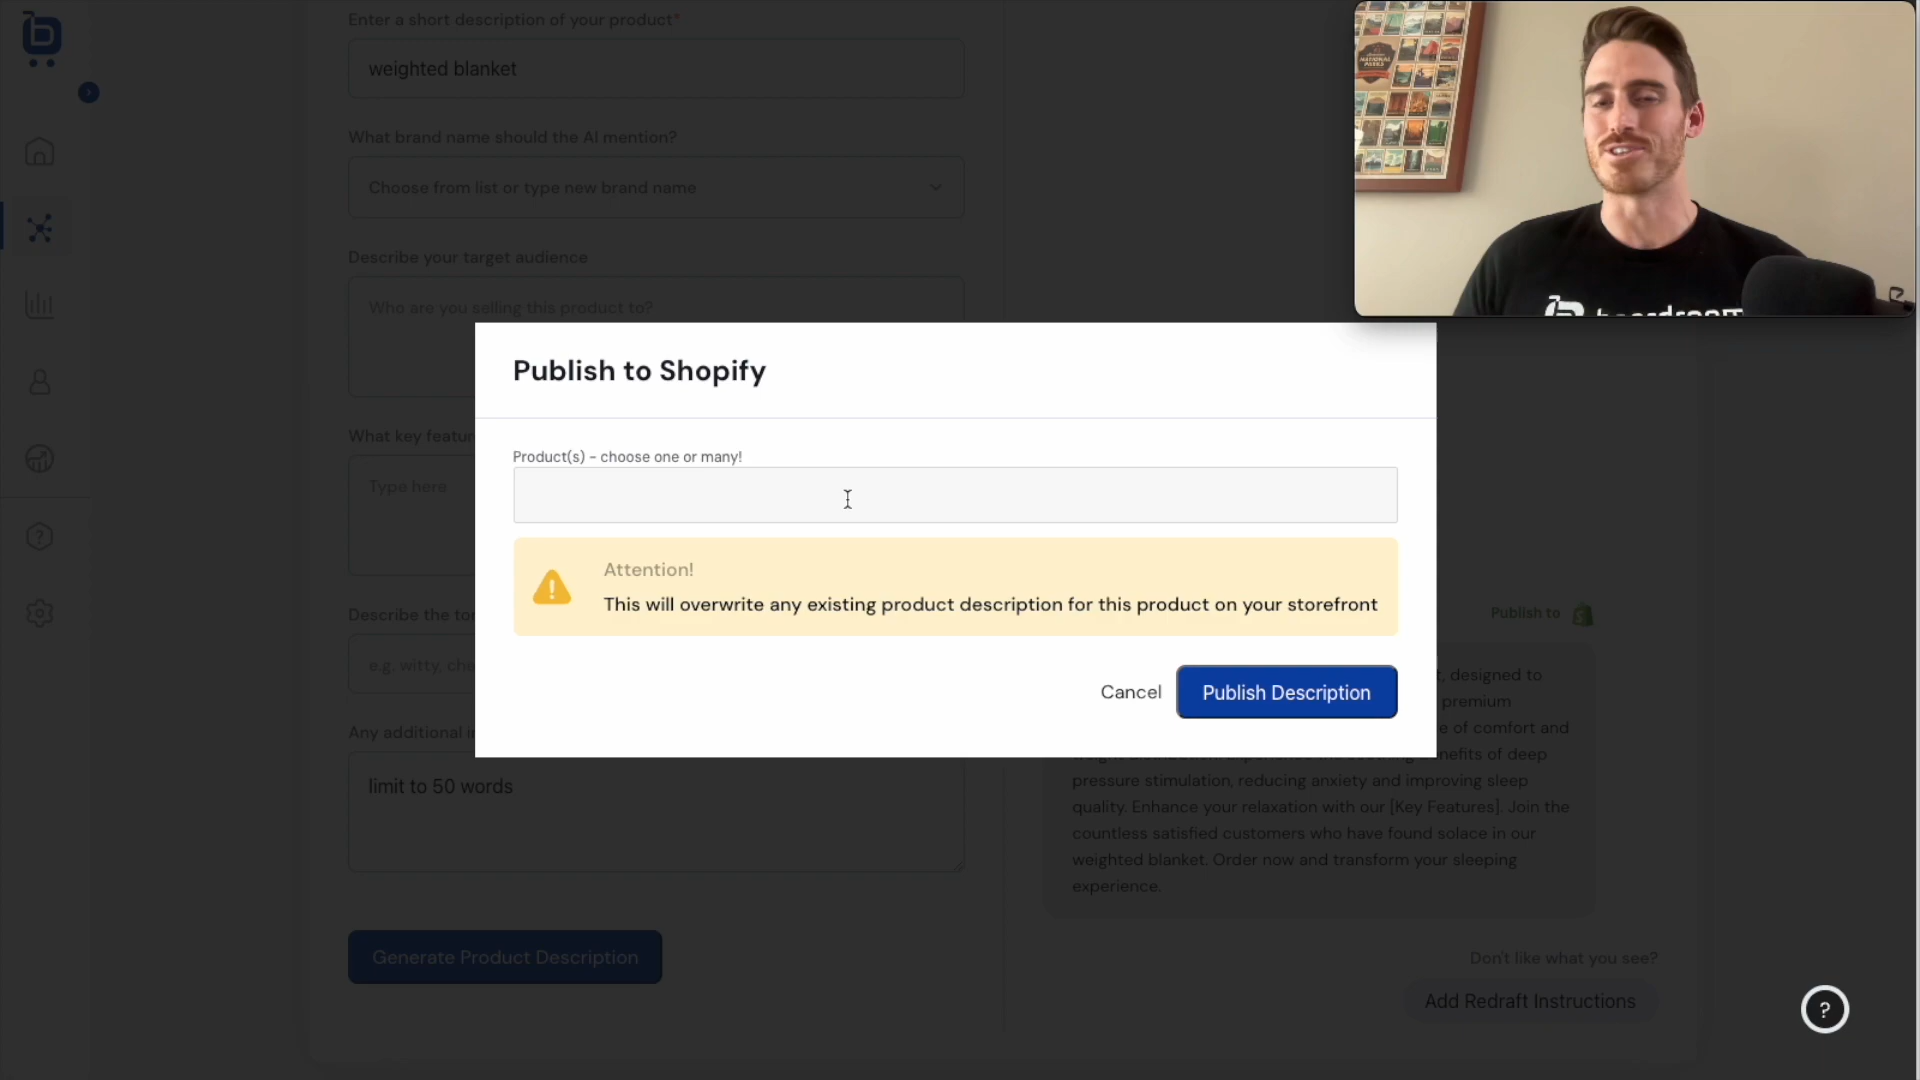 Enter a short description of your product*
weighted blanket
What brand name should the AI mention?
Choose from list or type new brand name
Describe your target audience
Who are you selling this product to?
NATIONAL
PARKS
boardroom
Publish to Shopify
Product(s) - choose one or many!
Attention!
This will overwrite any existing product description for this product on your storefront
Cancel
Publish Description
What key featur
Type here
Describe the to
e.g. witty, che
Any additional i
limit to 50 words
Generate Product Description
Publish to
, designed to
premium
e of comfort and
benefits of deep
pressure stimulation, reducing anxiety and improving sleep
quality. Enhance your relaxation with our [Key Features]. Join the
countless satisfied customers who have found solace in our
weighted blanket. Order now and transform your sleeping
experience.
Don't like what you see?
Add Redraft Instructions
?